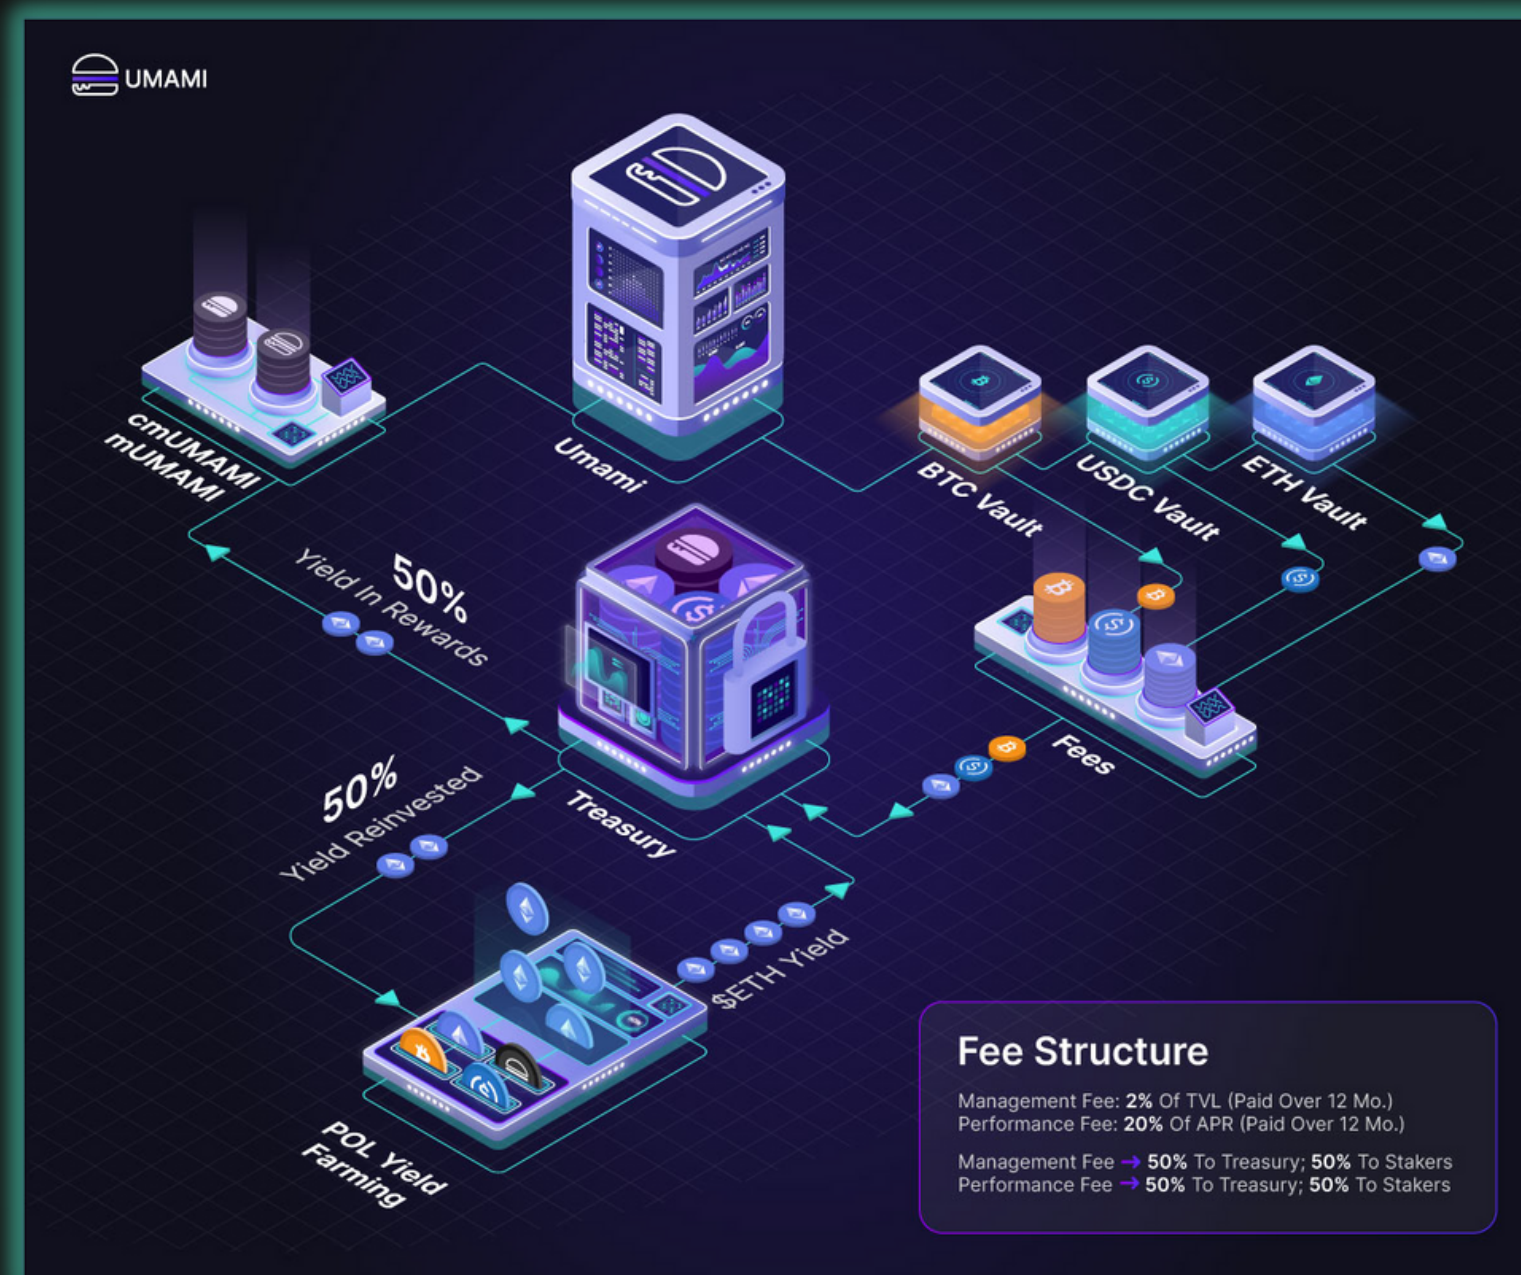 UMAMI
cmUMAMI
mUMAMI
Umami
BTC Vault
USDC Vault
ETH Vault
50%
Yield In Rewards
Fees
50%
Yield Reinvested
Treasury
$ETH Yield
POL Yield
Farming
Fee Structure
Management Fee: 2% Of TVL (Paid Over 12 Mo.)
Performance Fee: 20% Of APR (Paid Over 12 Mo.)
Management Fee → 50% To Treasury; 50% To Stakers
Performance Fee → 50% To Treasury; 50% To Stakers